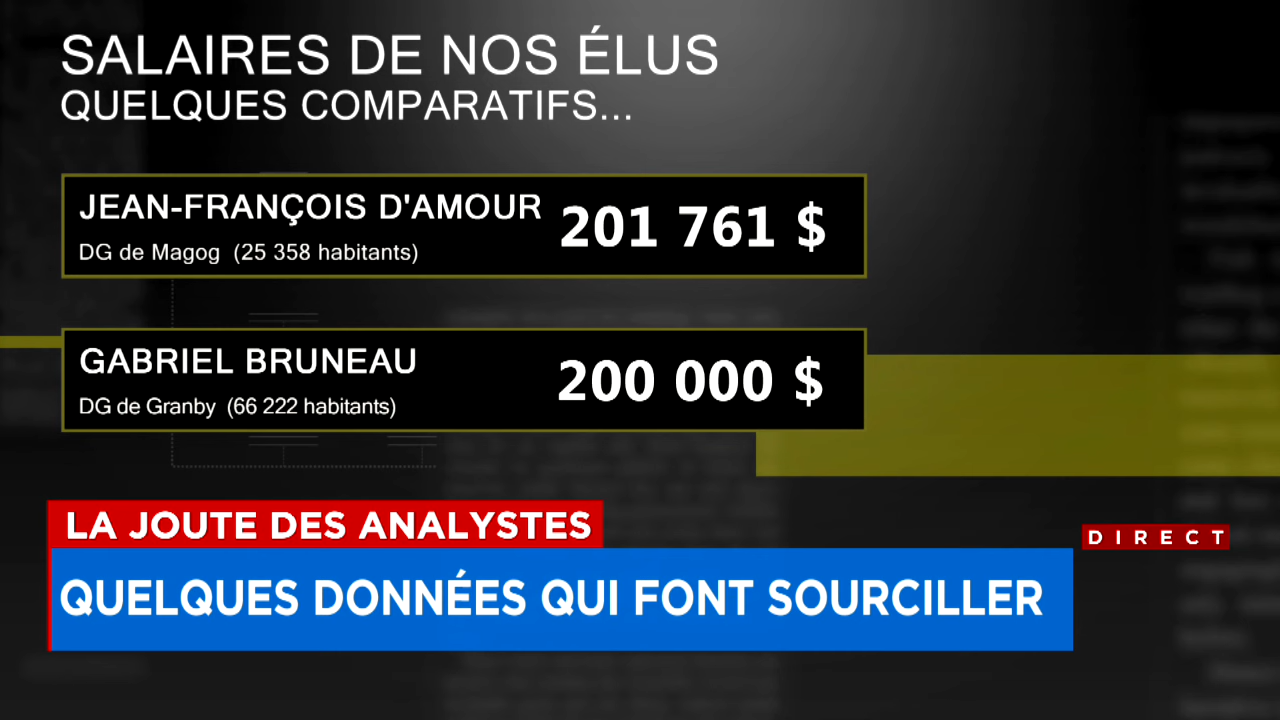 SALAIRES DE NOS ÉLUS
QUELQUES COMPARATIFS...
JEAN-FRANÇOIS D'AMOUR
201 761 $
DG de Magog (25 358 habitants)
GABRIEL BRUNEAU
200 000 $
DG de Granby (66 222 habitants)
LA JOUTE DES ANALYSTES
DIRECT
QUELQUES DONNÉES QUI FONT SOURCILLER